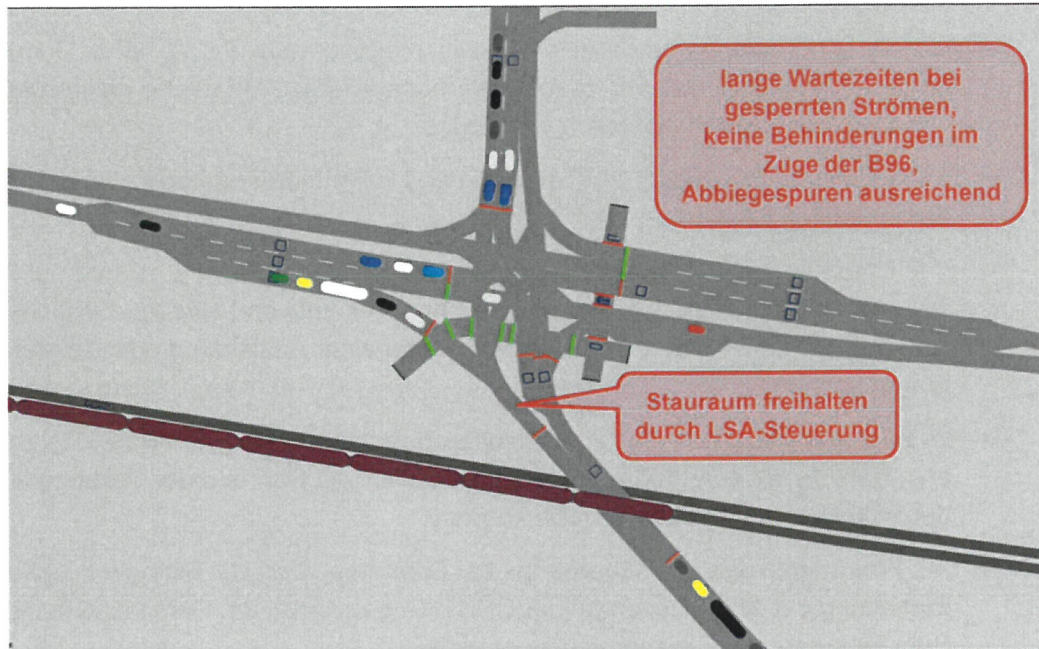 lange Wartezeiten bei
gesperrten Strömen,
keine Behinderungen im
Zuge der B96,
Abbiegespuren ausreichend
Stauraum freihalten
durch LSA-Steuerung